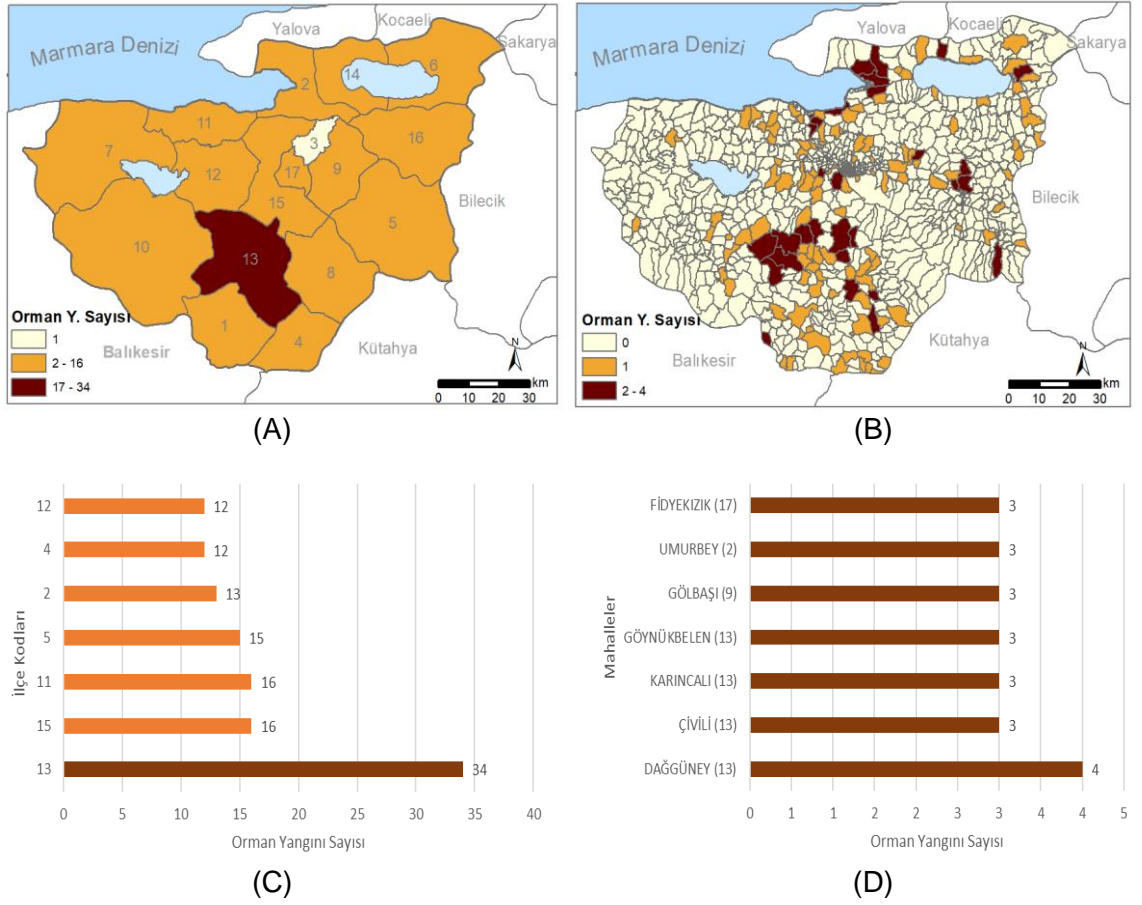 Yalova
Kocaeli
Sakarya
Marmara Denizi
14
6
2
11
3
16
7
12
17
9
15
Bilecik
5
10
13
8
Orman Y. Sayısı
1
1
2 - 16
Balıkesir
4
Kütahya
17 - 34
N
km
0 10 20 30
(A)
Yalova
Kocaeli
Sakarya
Marmara Denizi
Bilecik
Orman Y. Sayısı
0
1
Balıkesir
Kütahya
2 - 4
N
km
0 10 20 30
(B)
İlçe Kodları
12 12
4 12
2 13
5 15
11 16
15 16
13 34
0 5 10 15 20 25 30 35 40
Orman Yangını Sayısı
(C)
Mahalleler
FİDYEKIZIK (17) 3
UMURBEY (2) 3
GÖLBAŞI (9) 3
GÖYNÜKBELEN (13) 3
KARINCALI (13) 3
ÇİVİLİ (13) 3
DAĞGÜNEY (13) 4
0 1 1 2 2 3 3 4 4 5
Orman Yangını Sayısı
(D)